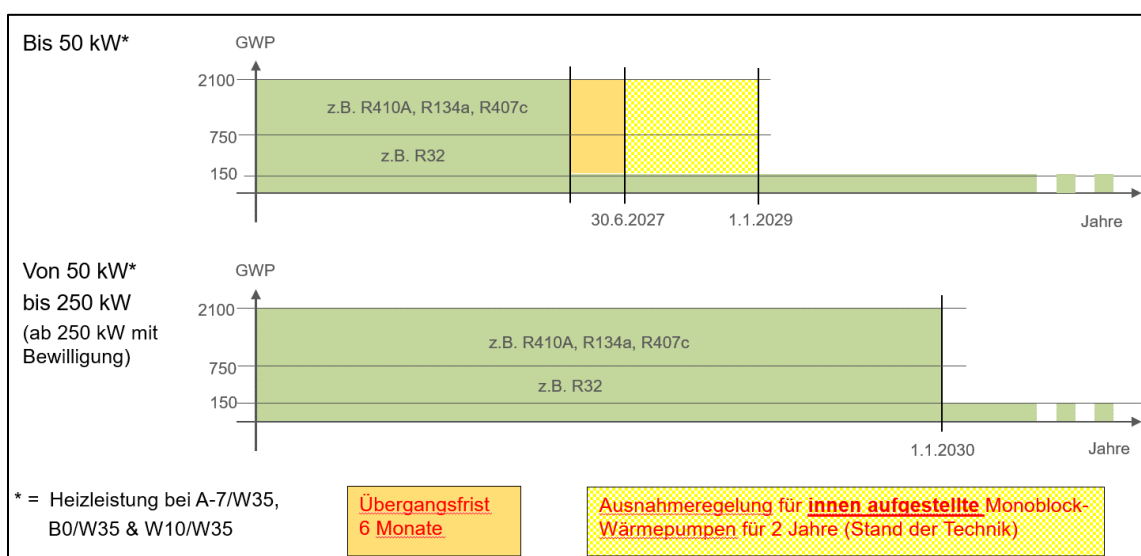 Bis 50 kW*
GWP
2100
z.B. R410A, R134a, R407c
750
z.B. R32
150
30.6.2027
1.1.2029
Jahre
Von 50 kW*
bis 250 kW
(ab 250 kW mit
Bewilligung)
GWP
2100
z.B. R410A, R134a, R407c
750
z.B. R32
150
1.1.2030
Jahre
* = Heizleistung bei A-7/W35,
B0/W35 & W10/W35
Übergangsfrist
6 Monate
Ausnahmeregelung für innen aufgestellte Monoblock-
Wärmepumpen für 2 Jahre (Stand der Technik)